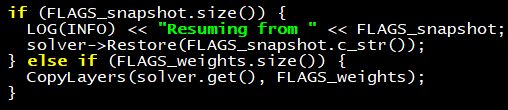 if (FLAGS_snapshot.size()) {
  LOG(INFO) << "Resuming from " << FLAGS_snapshot;
  solver->Restore(FLAGS_snapshot.c_str());
} else if (FLAGS_weights.size()) {
  CopyLayers(solver.get(), FLAGS_weights);
}